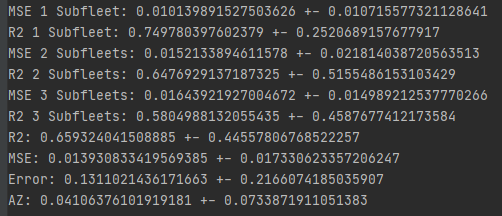 MSE 1 Subfleet: 0.010139891527503626 +- 0.010715577321128641
R2 1 Subfleet: 0.749780397602379 +- 0.2520689157677917
MSE 2 Subfleets: 0.0152133894611578 +- 0.021814038720563513
R2 2 Subfleets: 0.6476929137187325 +- 0.5155486153103429
MSE 3 Subfleets: 0.01643921927004672 +- 0.014989212537770266
R2 3 Subfleets: 0.5804988132055435 +- 0.4587677412173584
R2: 0.659324041508885 +- 0.44557806768522257
MSE: 0.013930833419569385 +- 0.017330623357206247
Error: 0.1311021436171663 +- 0.2166074185035907
AZ: 0.04106376101919181 +- 0.0733871911051383